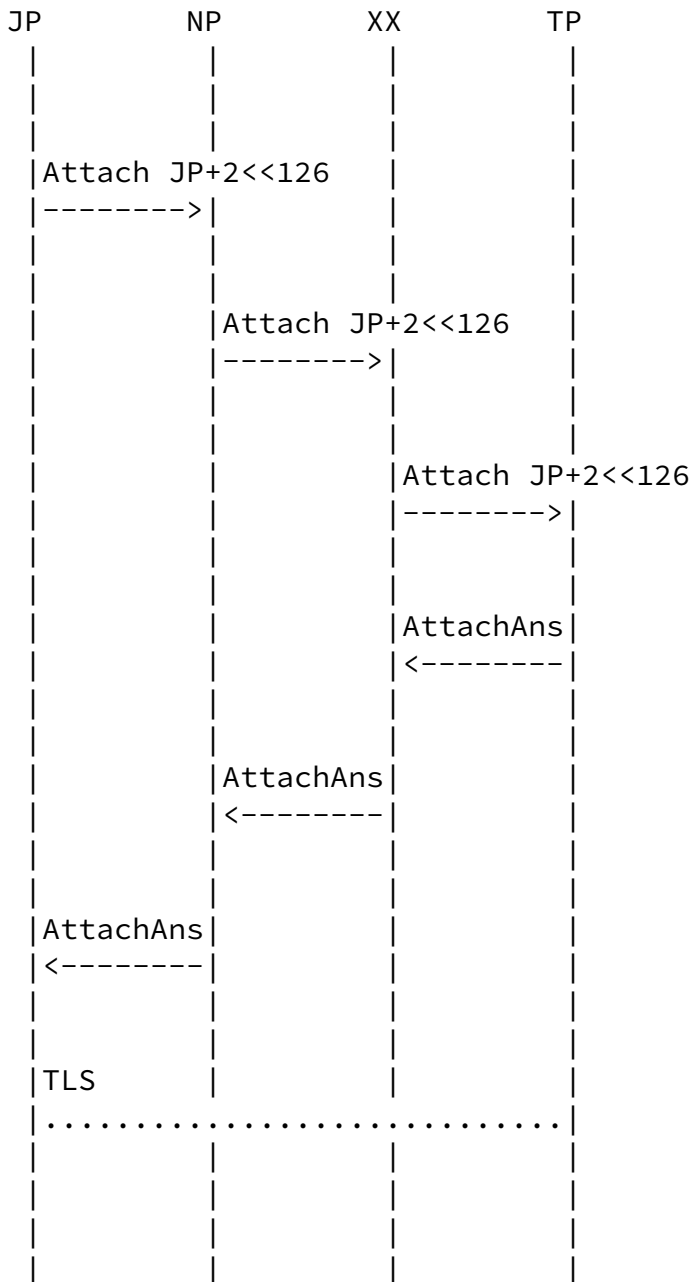 JP NP XX TP
Attach JP+2<<126
-------->
Attach JP+2<<126
-------->
Attach JP+2<<126
-------->
AttachAns
<--------
AttachAns
<--------
AttachAns
<--------
TLS
.............................